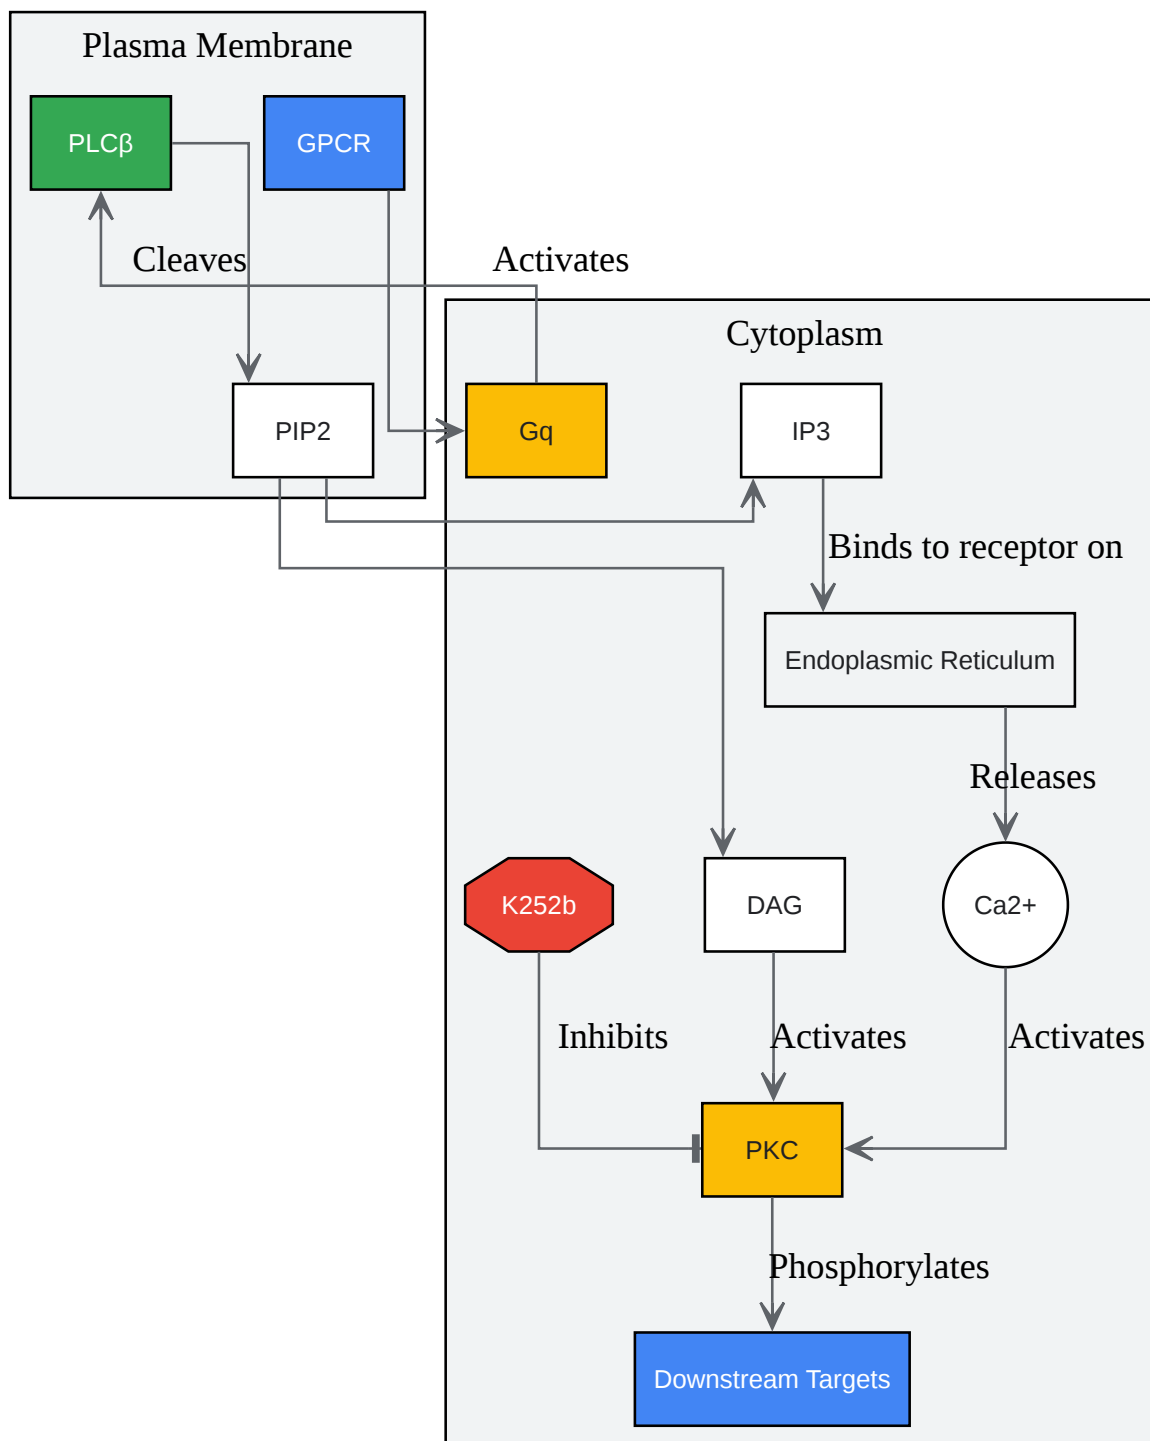 Plasma Membrane
PLCβ
GPCR
Cleaves
Activates
Cytoplasm
PIP2
Gq
IP3
Binds to receptor on
Endoplasmic Reticulum
Releases
K252b
DAG
Ca2+
Inhibits
Activates
Activates
PKC
Phosphorylates
Downstream Targets